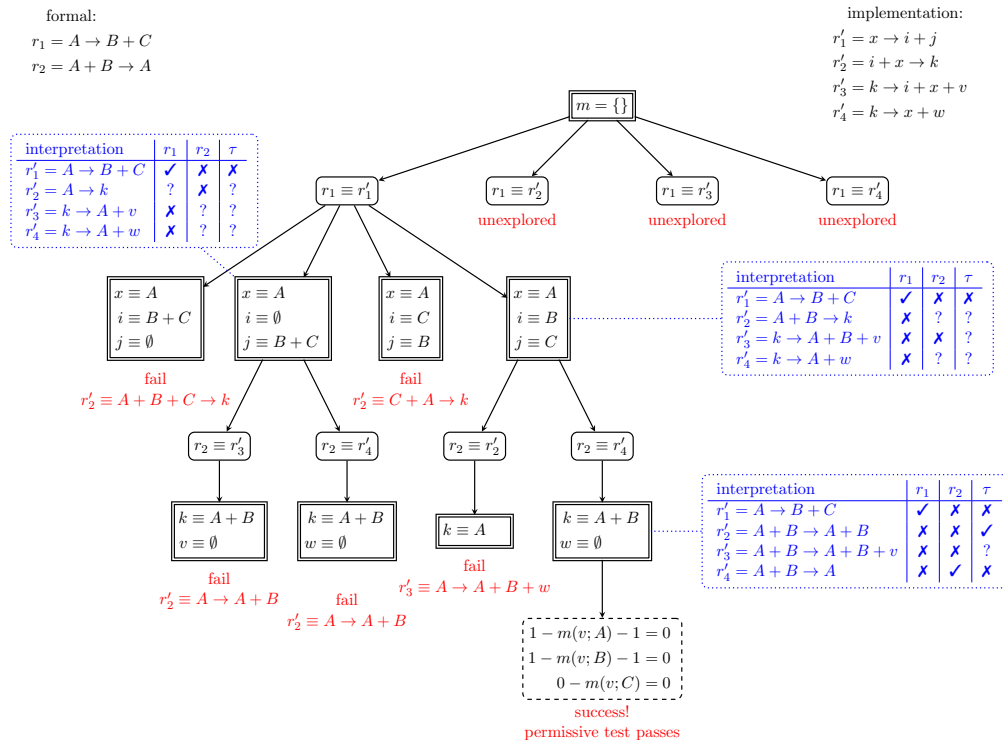 formal:
r₁ = A → B + C
r₂ = A + B → A
implementation:
r′₁ = x → i + j
r′₂ = i + x → k
r′₃ = k → i + x + v
r′₄ = k → x + w
m = {}
interpretation r₁ r₂ τ
r′₁ = A → B + C ✓ ✗ ✗
r′₂ = A → k ? ✗ ?
r′₃ = k → A + v ✗ ? ?
r′₄ = k → A + w ✗ ? ?
r₁ ≡ r′₁
r₁ ≡ r′₂
r₁ ≡ r′₃
r₁ ≡ r′₄
unexplored
unexplored
unexplored
x ≡ A
i ≡ B + C
j ≡ ∅
fail
r′₂ ≡ A + B + C → k
x ≡ A
i ≡ ∅
j ≡ B + C
x ≡ A
i ≡ C
j ≡ B
fail
r′₂ ≡ C + A → k
x ≡ A
i ≡ B
j ≡ C
interpretation r₁ r₂ τ
r′₁ = A → B + C ✓ ✗ ✗
r′₂ = A + B → k ✗ ? ?
r′₃ = k → A + B + v ✗ ✗ ?
r′₄ = k → A + w ✗ ? ?
r₂ ≡ r′₃
r₂ ≡ r′₄
r₂ ≡ r′₂
r₂ ≡ r′₄
k ≡ A + B
v ≡ ∅
fail
r′₂ ≡ A → A + B
k ≡ A + B
w ≡ ∅
fail
r′₂ ≡ A → A + B
k ≡ A
fail
r′₃ ≡ A → A + B + w
k ≡ A + B
w ≡ ∅
interpretation r₁ r₂ τ
r′₁ = A → B + C ✓ ✗ ✗
r′₂ = A + B → A + B ✗ ✗ ✓
r′₃ = A + B → A + B + v ✗ ✗ ?
r′₄ = A + B → A ✗ ✓ ✗
1 − m(v; A) − 1 = 0
1 − m(v; B) − 1 = 0
0 − m(v; C) = 0
success!
permissive test passes